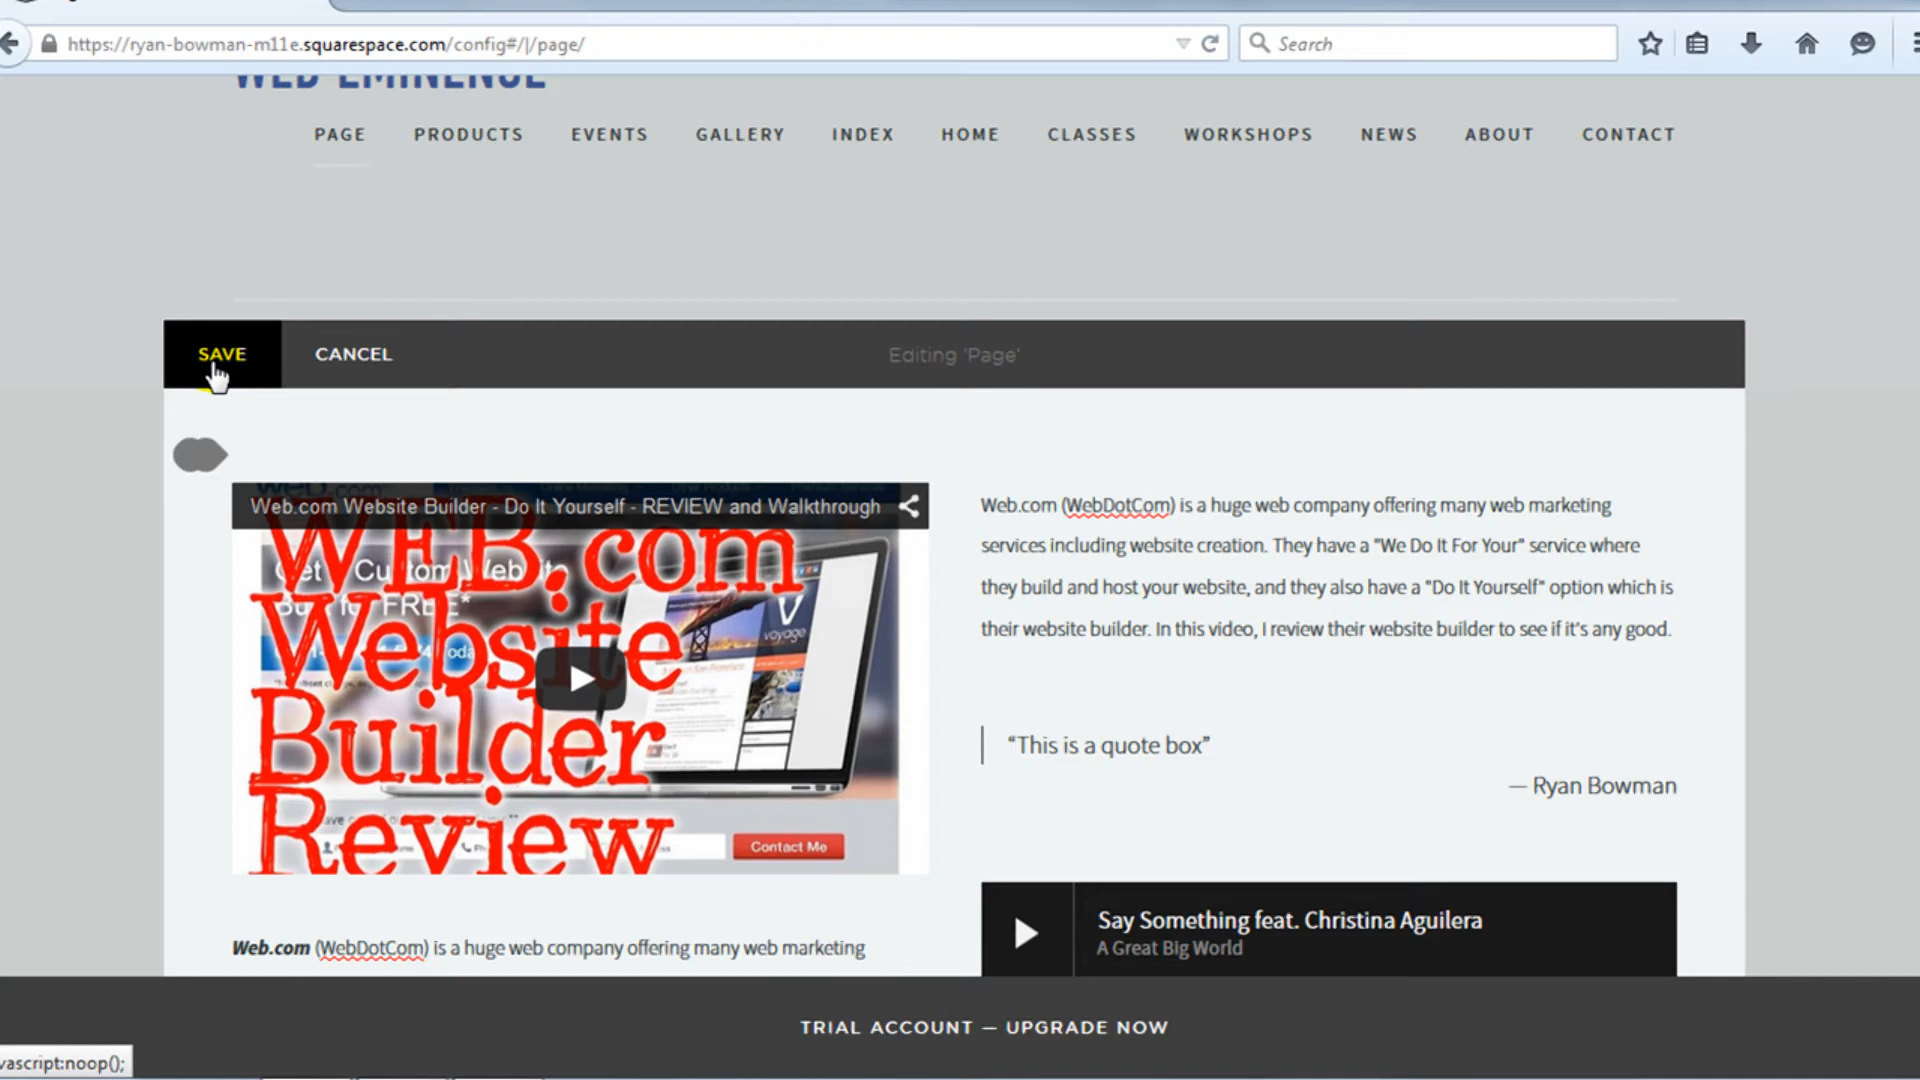 https://ryan-bowman-m11e.squarespace.com/config#/|/page/
Search
WEB EMINENCE
PAGE PRODUCTS EVENTS GALLERY INDEX HOME CLASSES WORKSHOPS NEWS ABOUT CONTACT
SAVE CANCEL Editing 'Page'
Web.com Website Builder - Do It Yourself - REVIEW and Walkthrough
WEB.com
Website
Builder
Review
voyage
Contact Me
Web.com (WebDotCom) is a huge web company offering many web marketing
services including website creation. They have a "We Do It For Your" service where
they build and host your website, and they also have a "Do It Yourself" option which is
their website builder. In this video, I review their website builder to see if it's any good.
“This is a quote box”
— Ryan Bowman
Say Something feat. Christina Aguilera
A Great Big World
Web.com (WebDotCom) is a huge web company offering many web marketing
TRIAL ACCOUNT — UPGRADE NOW
vascript:noop();